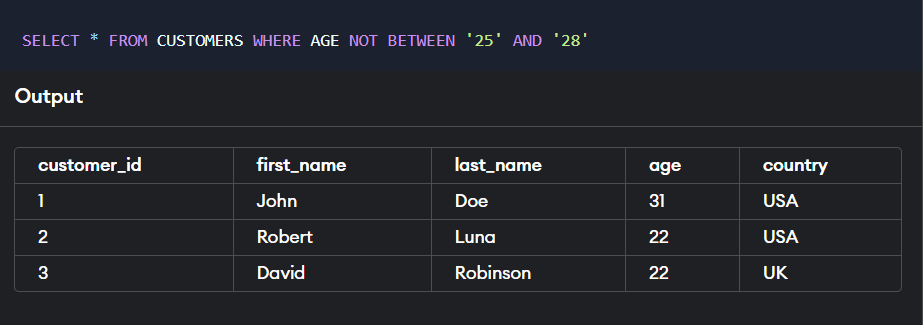 SELECT * FROM CUSTOMERS WHERE AGE NOT BETWEEN '25' AND '28'
Output
customer_id first_name last_name age country
1 John Doe 31 USA
2 Robert Luna 22 USA
3 David Robinson 22 UK